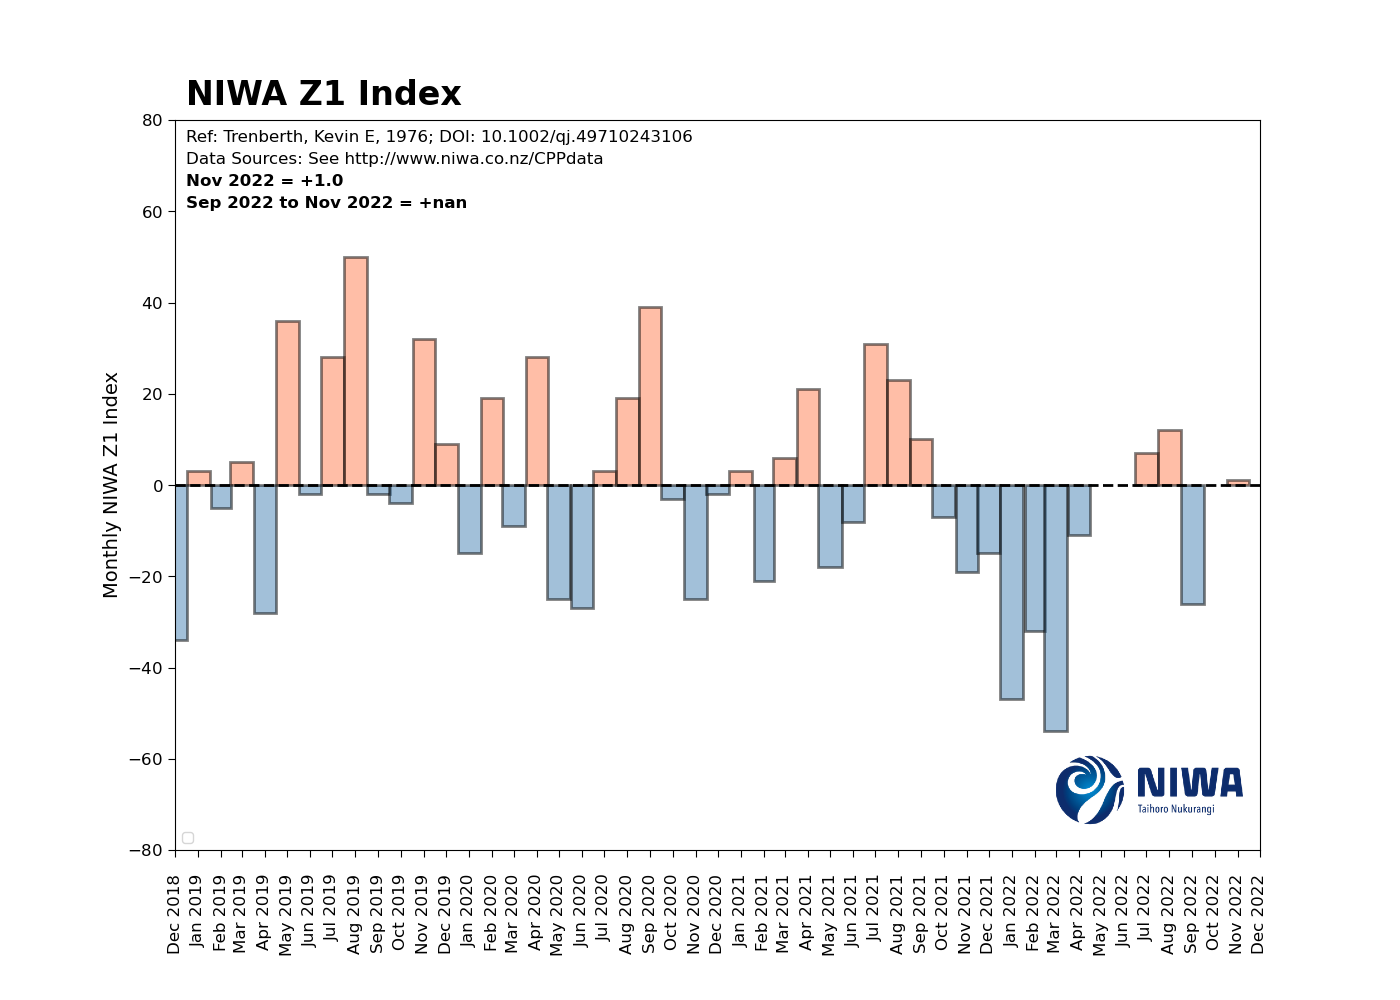 NIWA Z1 Index
Ref: Trenberth, Kevin E, 1976; DOI: 10.1002/qj.49710243106
Data Sources: See http://www.niwa.co.nz/CPPdata
Nov 2022 = +1.0
Sep 2022 to Nov 2022 = +nan
Monthly NIWA Z1 Index
80
60
40
20
0
−20
−40
−60
−80
NIWA
Taihoro Nukurangi
Dec 2018
Jan 2019
Feb 2019
Mar 2019
Apr 2019
May 2019
Jun 2019
Jul 2019
Aug 2019
Sep 2019
Oct 2019
Nov 2019
Dec 2019
Jan 2020
Feb 2020
Mar 2020
Apr 2020
May 2020
Jun 2020
Jul 2020
Aug 2020
Sep 2020
Oct 2020
Nov 2020
Dec 2020
Jan 2021
Feb 2021
Mar 2021
Apr 2021
May 2021
Jun 2021
Jul 2021
Aug 2021
Sep 2021
Oct 2021
Nov 2021
Dec 2021
Jan 2022
Feb 2022
Mar 2022
Apr 2022
May 2022
Jun 2022
Jul 2022
Aug 2022
Sep 2022
Oct 2022
Nov 2022
Dec 2022